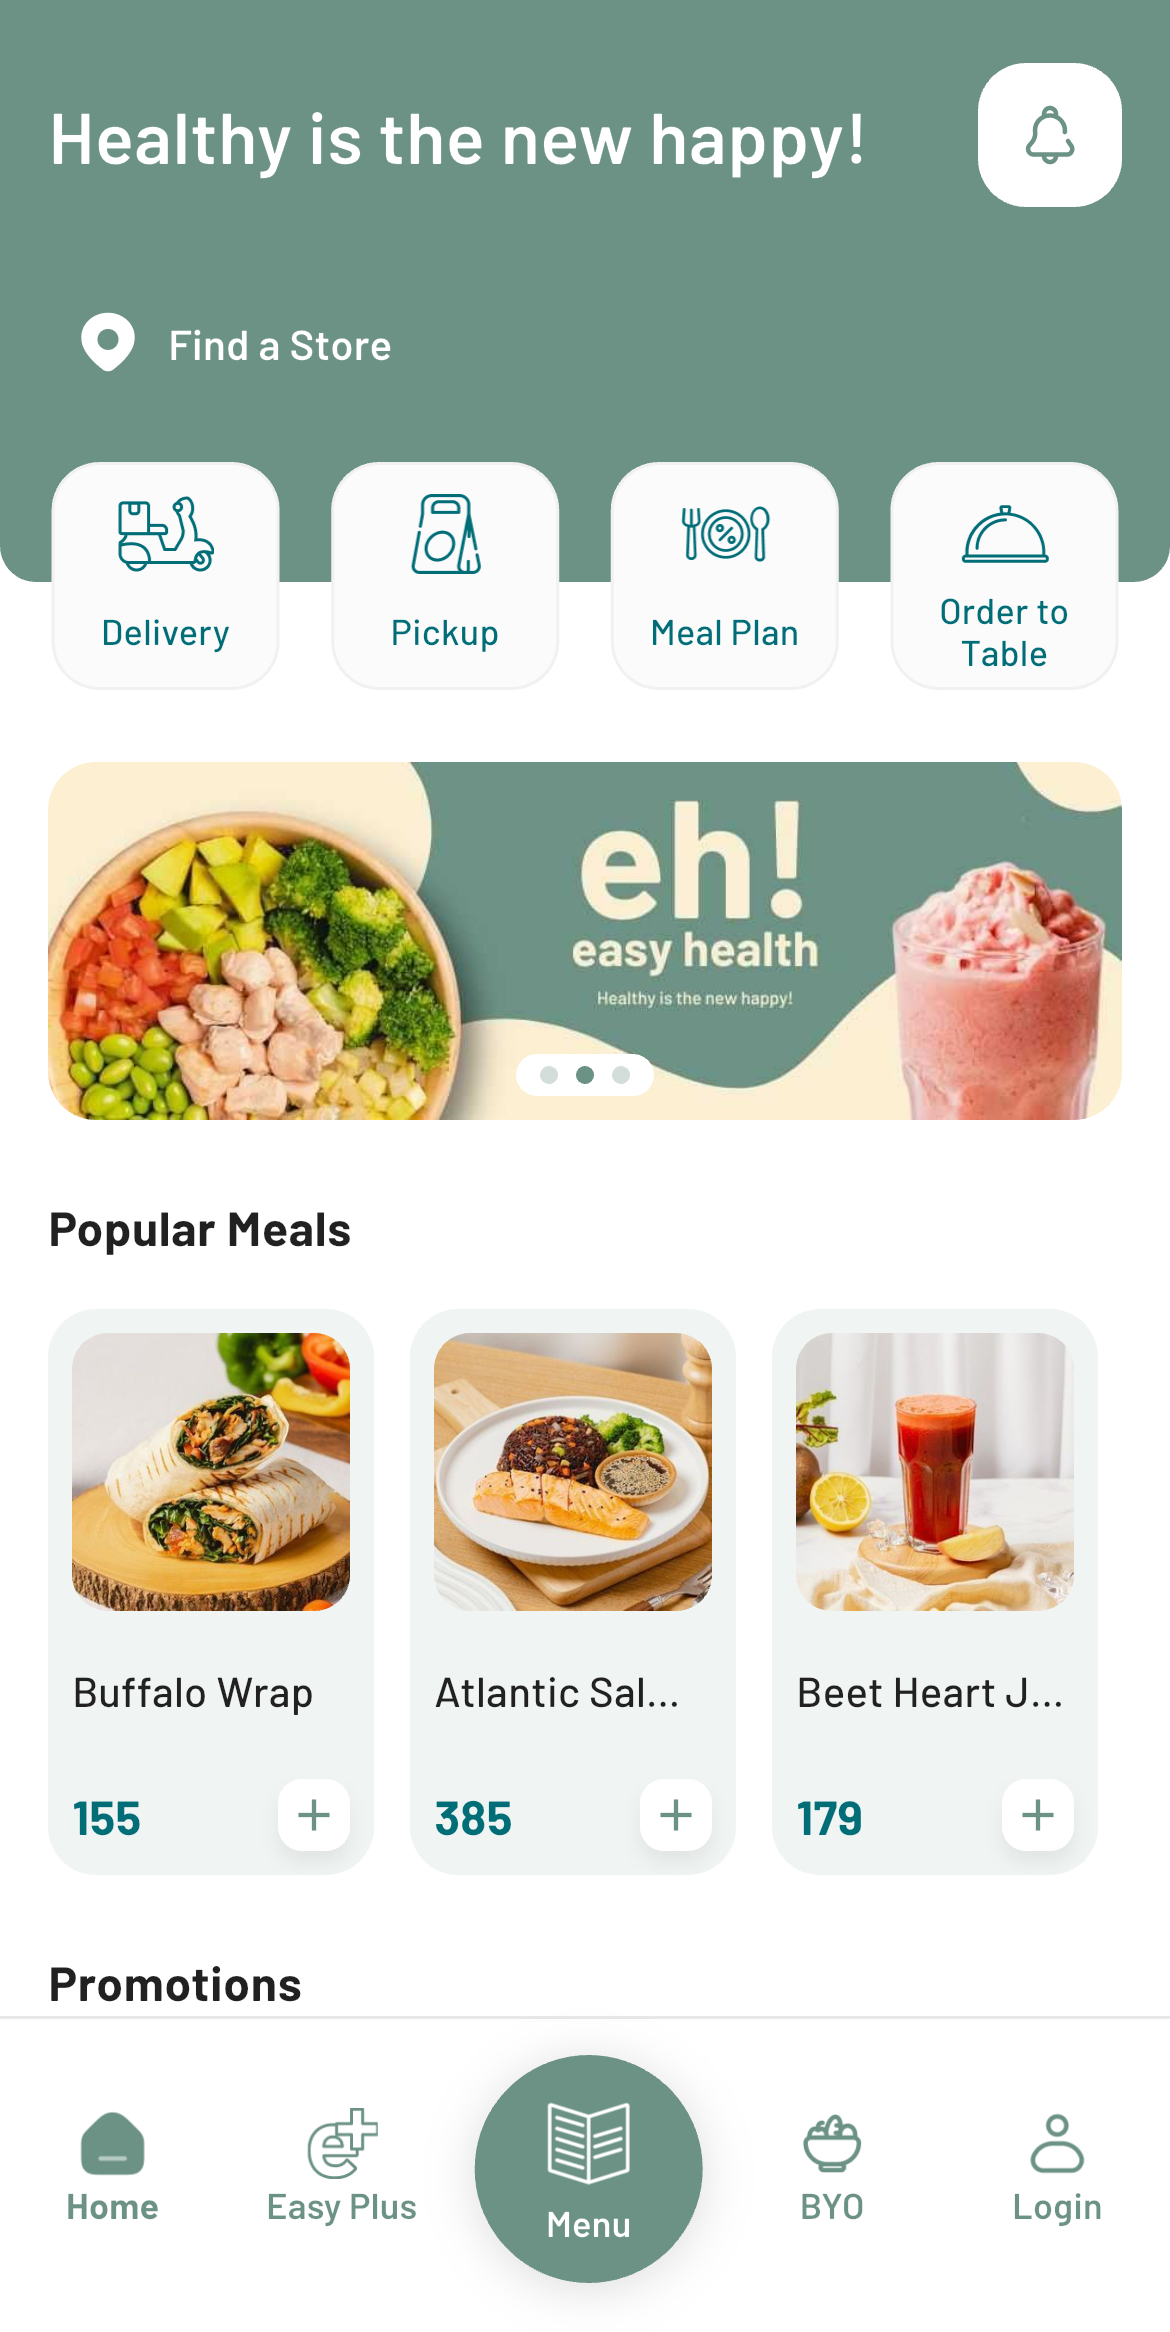 Healthy is the new happy!
Find a Store
Delivery
Pickup
Meal Plan
Order to
Table
eh!
easy health
Healthy is the new happy!
Popular Meals
Buffalo Wrap
Atlantic Sal...
Beet Heart J...
155
385
179
Promotions
Home
e+
Easy Plus
Menu
BYO
Login